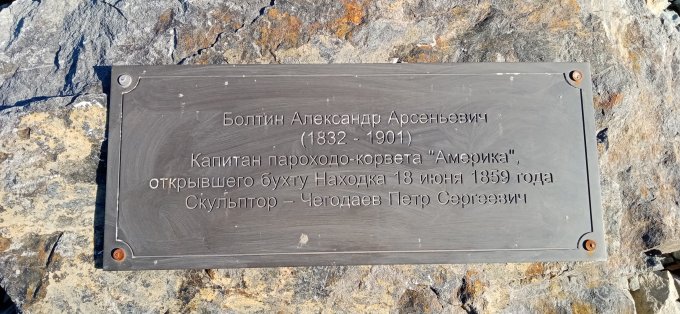 Болтин Александр Арсеньевич
(1832 - 1901)
Капитан пароходо-корвета "Америка",
открывшего бухту Находка 18 июня 1859 года
Скульптор – Чегодаев Петр Сергеевич